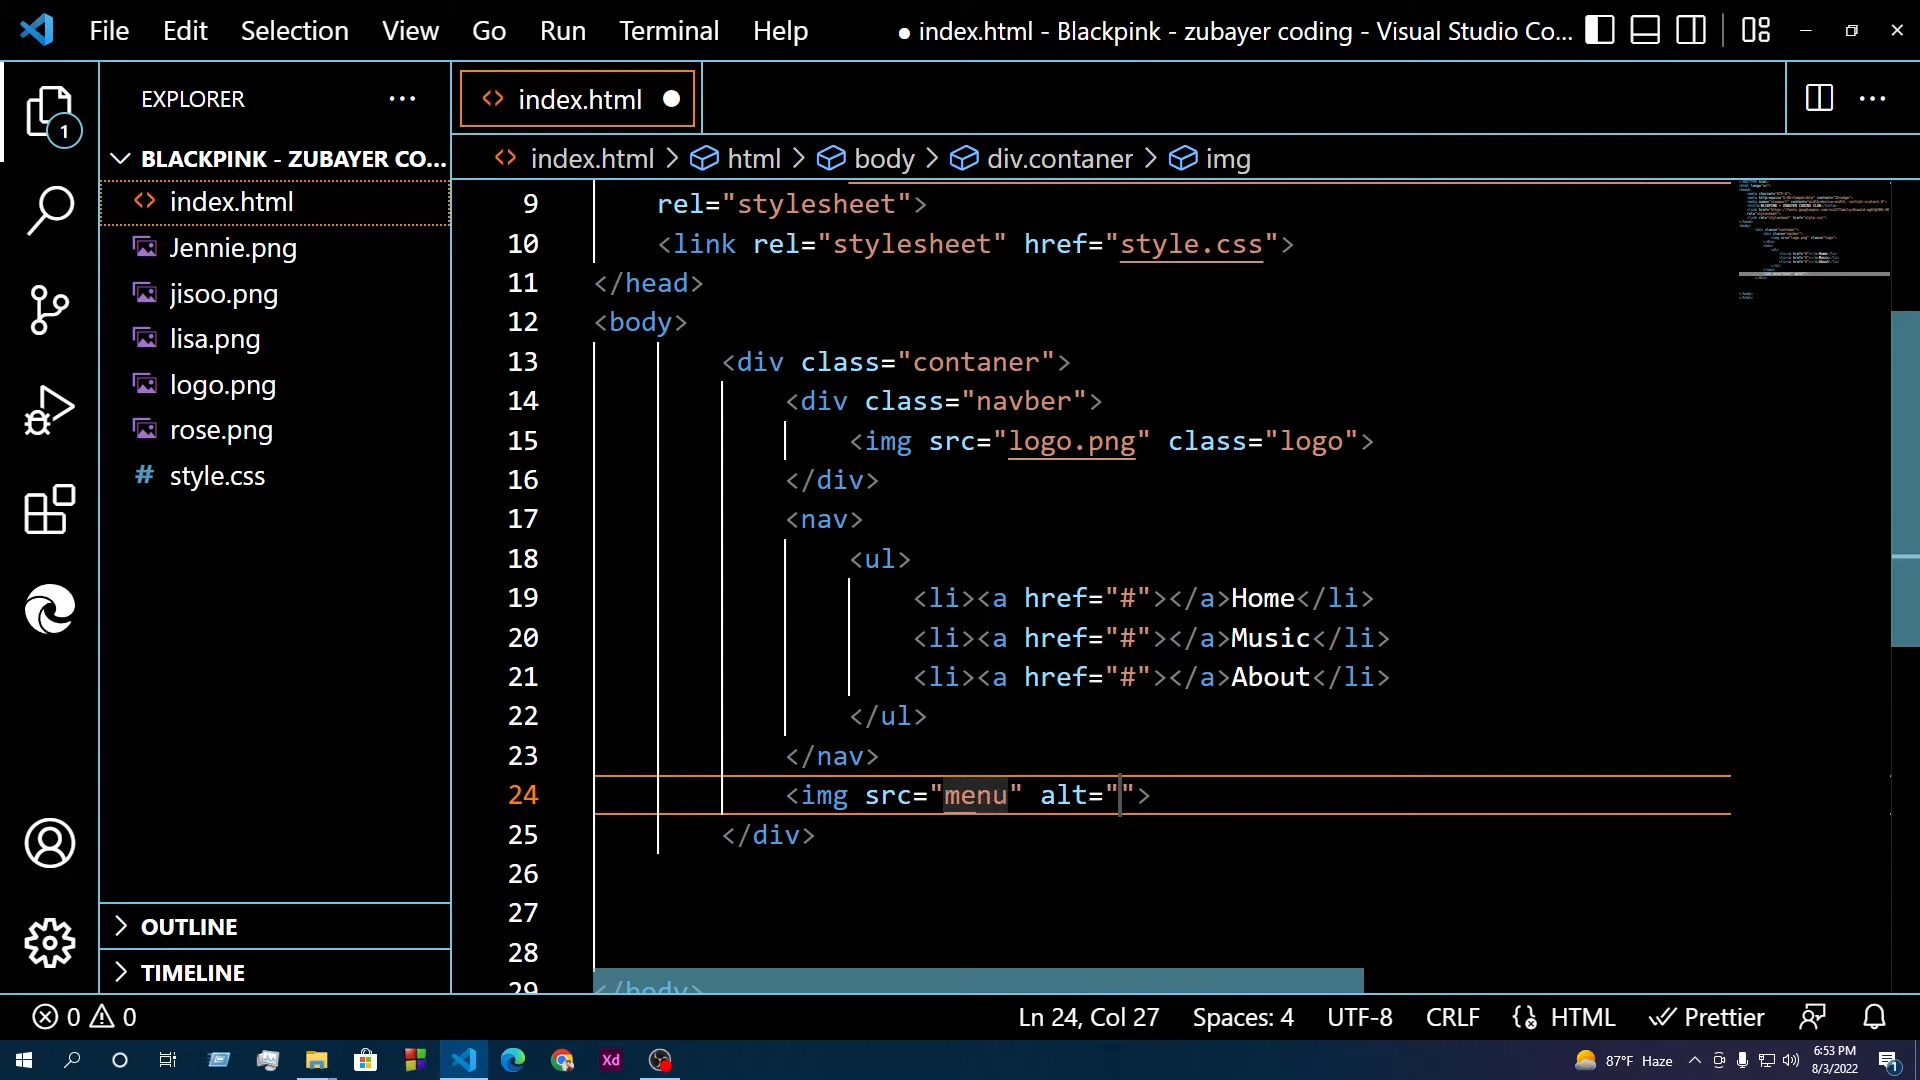 File Edit Selection View Go Run Terminal Help ● index.html - Blackpink - zubayer coding - Visual Studio Co...
EXPLORER ...
1
BLACKPINK - ZUBAYER CO...
index.html
Jennie.png
jisoo.png
lisa.png
logo.png
rose.png
style.css
OUTLINE
TIMELINE
index.html ●
index.html > html > body > div.contaner > img
9 rel="stylesheet">
10 <link rel="stylesheet" href="style.css">
11 </head>
12 <body>
13 <div class="contaner">
14 <div class="navber">
15 <img src="logo.png" class="logo">
16 </div>
17 <nav>
18 <ul>
19 <li><a href="#"></a>Home</li>
20 <li><a href="#"></a>Music</li>
21 <li><a href="#"></a>About</li>
22 </ul>
23 </nav>
24 <img src="menu" alt="">
25 </div>
26
27
28
29 </body>
0 0 Ln 24, Col 27 Spaces: 4 UTF-8 CRLF HTML Prettier
Xd 87°F Haze 6:53 PM
8/3/2022 1